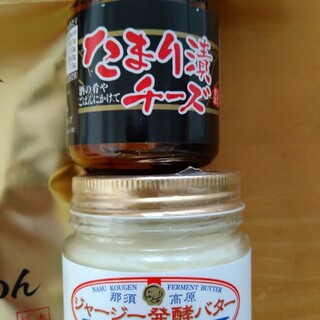 たまり漬
チーズ
酒の肴や
ごはんにかけて
NASU KOUGEN FERMENT BUTTER
那須 高原
ジャージー発酵バター